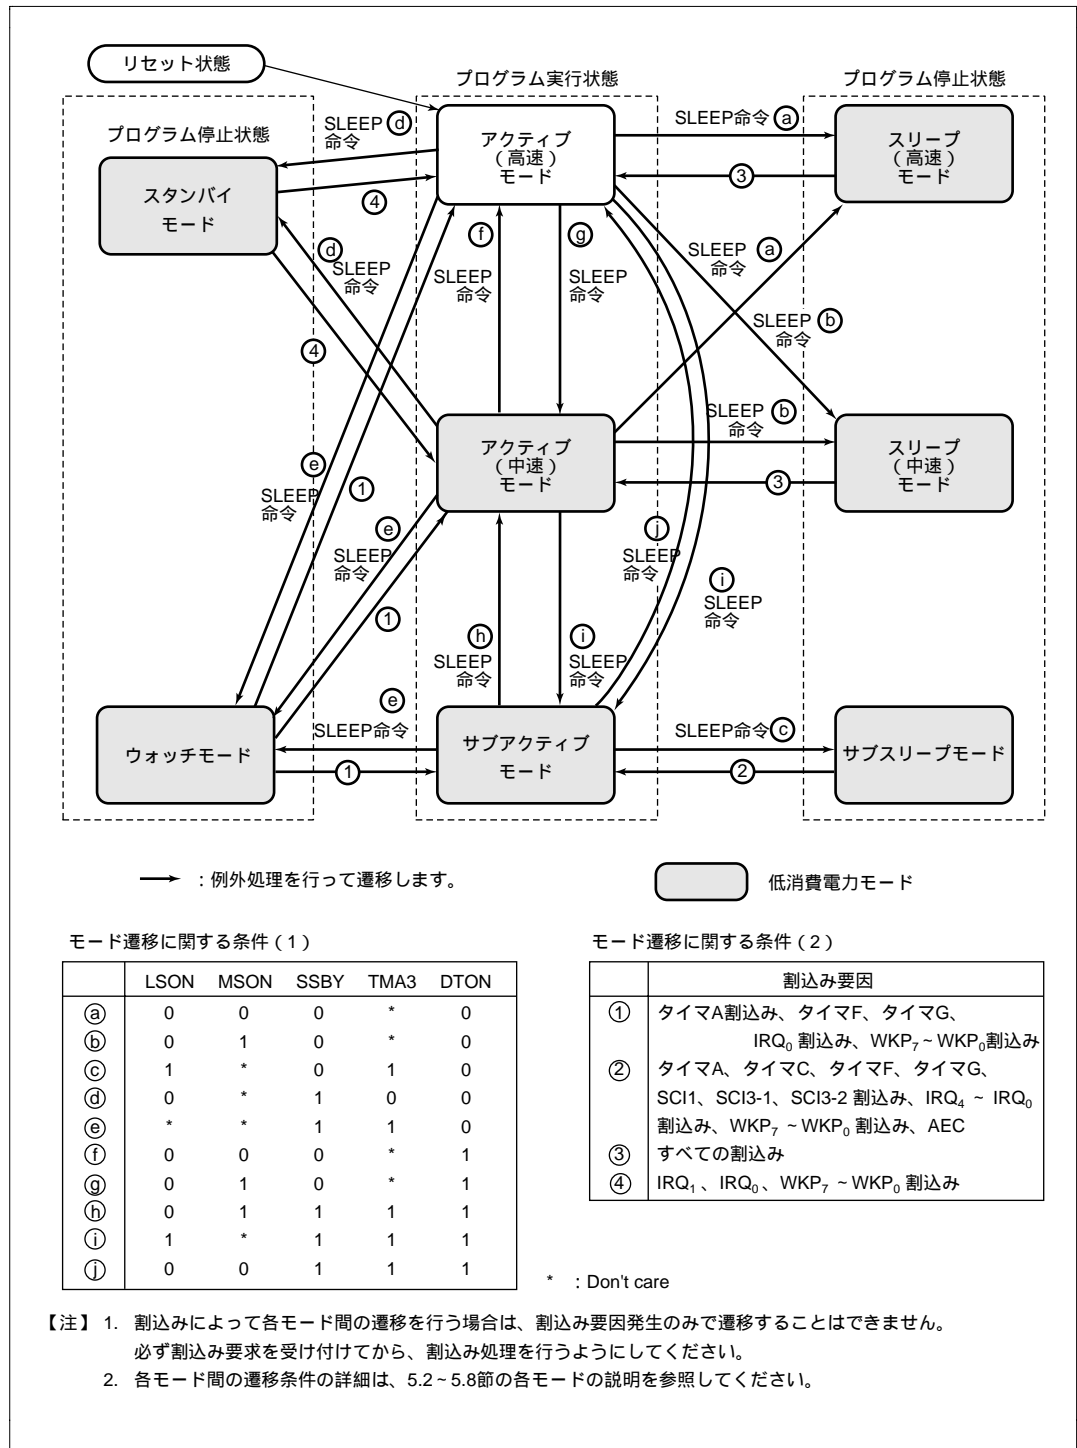 リセット状態
プログラム停止状態
プログラム実行状態
プログラム停止状態
スタンバイ
モード
アクティブ
(高速)
モード
スリープ
(高速)
モード
SLEEP ⓓ
命令
④
SLEEP命令 ⓐ
③
ⓓ
SLEEP
命令
④
ⓕ
SLEEP
命令
ⓖ
SLEEP
命令
SLEEP ⓐ
命令
SLEEP ⓑ
命令
アクティブ
(中速)
モード
スリープ
(中速)
モード
SLEEP ⓑ
命令
③
ⓔ
SLEEP
命令
①
ⓔ
SLEEP
命令
①
ⓙ
SLEEP
命令
ⓘ
SLEEP
命令
ⓗ
SLEEP
命令
ⓘ
SLEEP
命令
ウォッチモード
ⓔ
SLEEP命令
①
サブアクティブ
モード
SLEEP命令ⓒ
②
サブスリープモード
:例外処理を行って遷移します。
低消費電力モード
モード遷移に関する条件(1)
LSON MSON SSBY TMA3 DTON
ⓐ 0 0 0 * 0
ⓑ 0 1 0 * 0
ⓒ 1 * 0 1 0
ⓓ 0 * 1 0 0
ⓔ * * 1 1 0
ⓕ 0 0 0 * 1
ⓖ 0 1 0 * 1
ⓗ 0 1 1 1 1
ⓘ 1 * 1 1 1
ⓙ 0 0 1 1 1
* : Don't care
モード遷移に関する条件(2)
割込み要因
① タイマA割込み、タイマF、タイマG、
IRQ0 割込み、WKP7~WKP0割込み
② タイマA、タイマC、タイマF、タイマG、
SCI1、SCI3-1、SCI3-2 割込み、IRQ4 ~ IRQ0
割込み、WKP7 ~WKP0 割込み、AEC
③ すべての割込み
④ IRQ1 、IRQ0、WKP7 ~WKP0 割込み
【注】 1. 割込みによって各モード間の遷移を行う場合は、割込み要因発生のみで遷移することはできません。
必ず割込み要求を受け付けてから、割込み処理を行うようにしてください。
2. 各モード間の遷移条件の詳細は、5.2~5.8節の各モードの説明を参照してください。